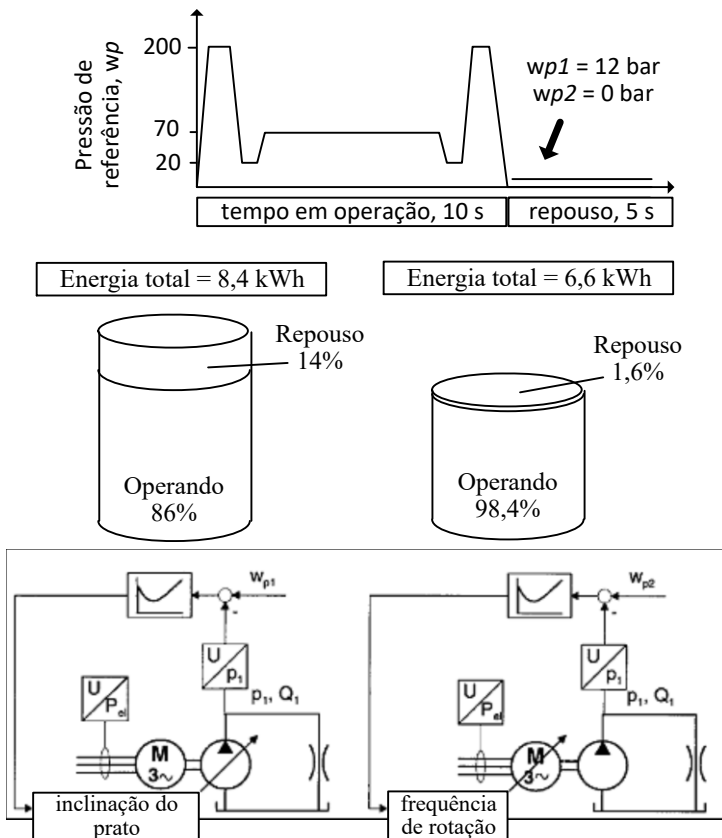 Pressão de
referência, wp
200
70
20
wp1 = 12 bar
wp2 = 0 bar
tempo em operação, 10 s
repouso, 5 s
Energia total = 8,4 kWh
Energia total = 6,6 kWh
Repouso
14%
Operando
86%
Repouso
1,6%
Operando
98,4%
wp1
-
U
p1
p1, Q1
U
Pel
M
3~
inclinação do
prato
wp2
-
U
p1
p1, Q1
U
Pel
M
3~
frequência
de rotação